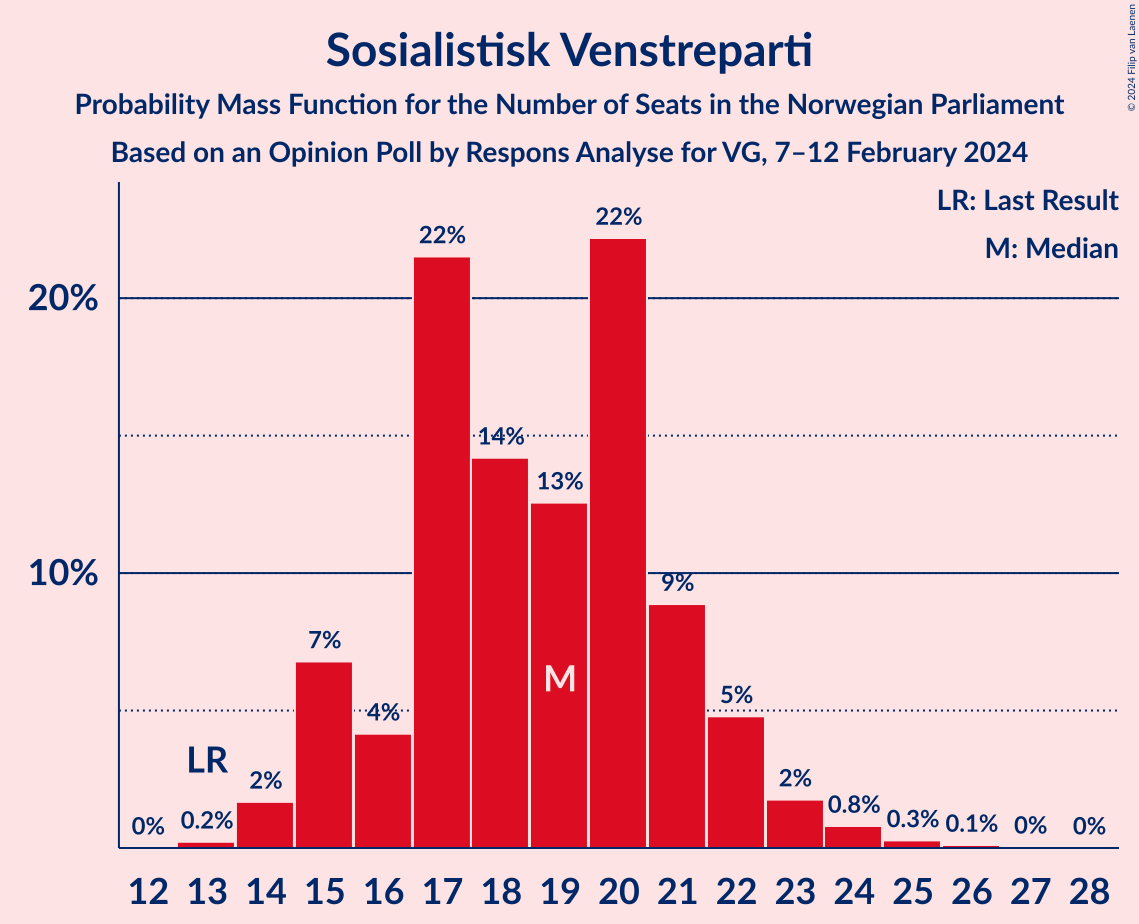 Sosialistisk Venstreparti
Probability Mass Function for the Number of Seats in the Norwegian Parliament
Based on an Opinion Poll by Respons Analyse for VG, 7–12 February 2024
© 2024 Filip van Laenen
LR: Last Result
M: Median
20%
10%
0%
0.2%
2%
7%
4%
22%
14%
13%
22%
9%
5%
2%
0.8%
0.3%
0.1%
0%
0%
LR
M
12 13 14 15 16 17 18 19 20 21 22 23 24 25 26 27 28